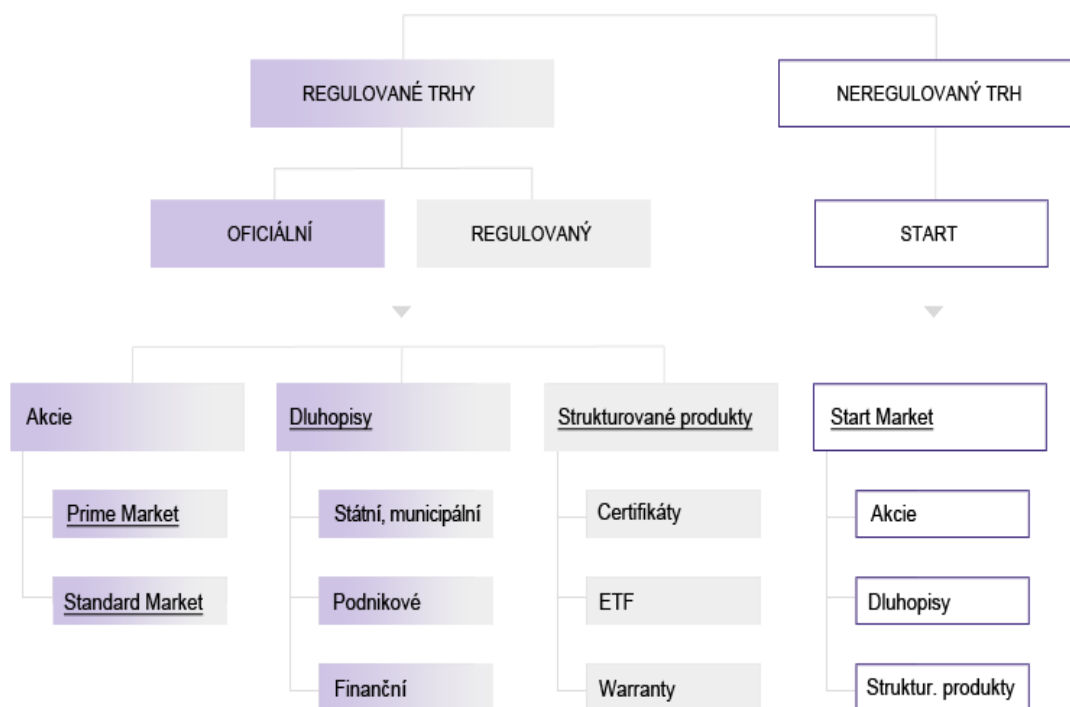 REGULOVANÉ TRHY
NEREGULOVANÝ TRH
OFICIÁLNÍ
REGULOVANÝ
START
Akcie
Dluhopisy
Strukturované produkty
Start Market
Prime Market
Státní, municipální
Certifikáty
Akcie
Standard Market
Podnikové
ETF
Dluhopisy
Finanční
Warranty
Struktur. produkty